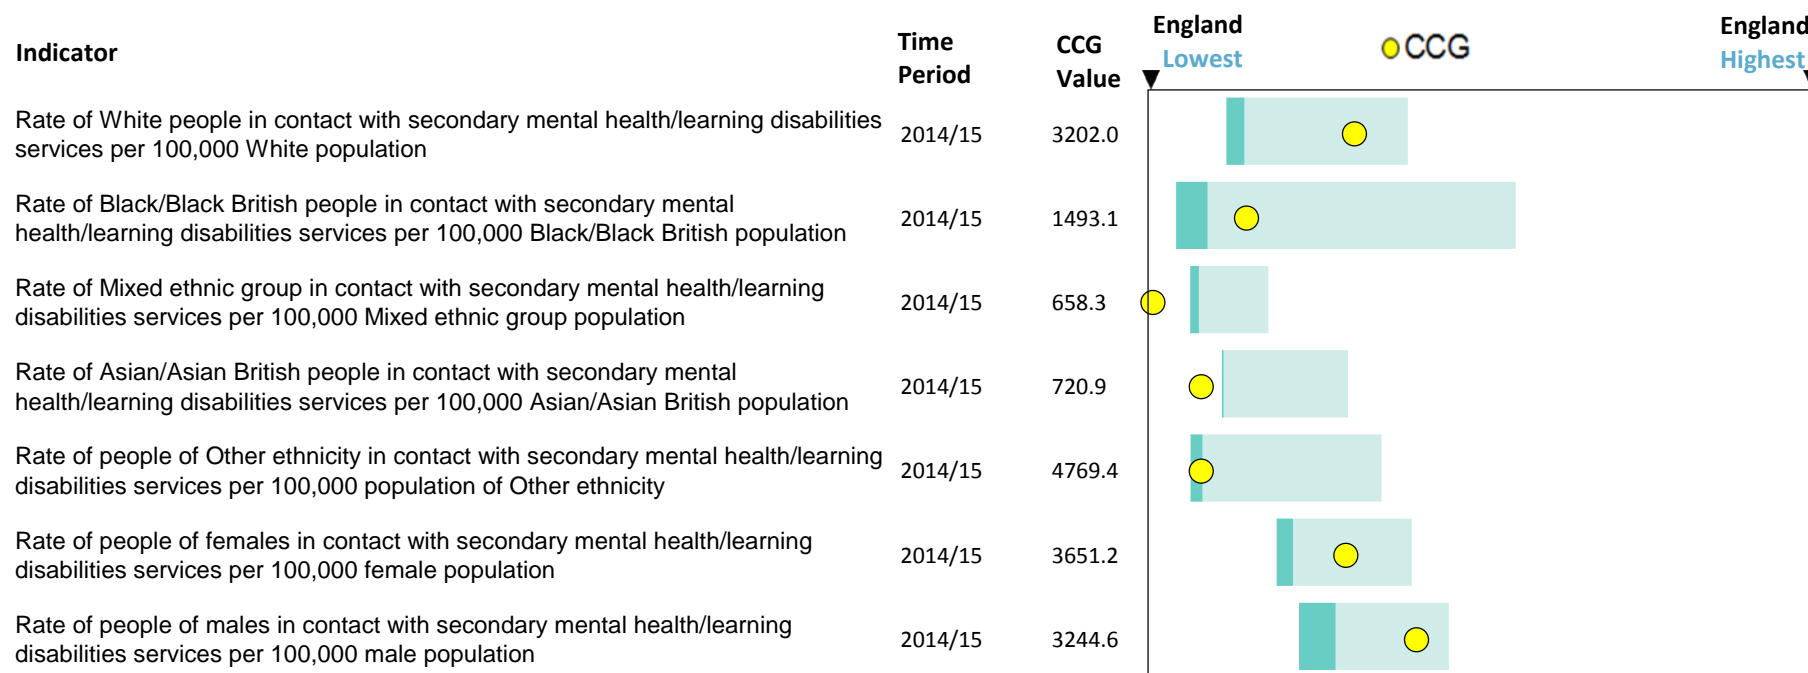 Indicator
Time
Period
CCG
Value
England
Lowest
CCG
England
Highest
Rate of White people in contact with secondary mental health/learning disabilities
services per 100,000 White population
2014/15
3202.0
Rate of Black/Black British people in contact with secondary mental
health/learning disabilities services per 100,000 Black/Black British population
2014/15
1493.1
Rate of Mixed ethnic group in contact with secondary mental health/learning
disabilities services per 100,000 Mixed ethnic group population
2014/15
658.3
Rate of Asian/Asian British people in contact with secondary mental
health/learning disabilities services per 100,000 Asian/Asian British population
2014/15
720.9
Rate of people of Other ethnicity in contact with secondary mental health/learning
disabilities services per 100,000 population of Other ethnicity
2014/15
4769.4
Rate of people of females in contact with secondary mental health/learning
disabilities services per 100,000 female population
2014/15
3651.2
Rate of people of males in contact with secondary mental health/learning
disabilities services per 100,000 male population
2014/15
3244.6